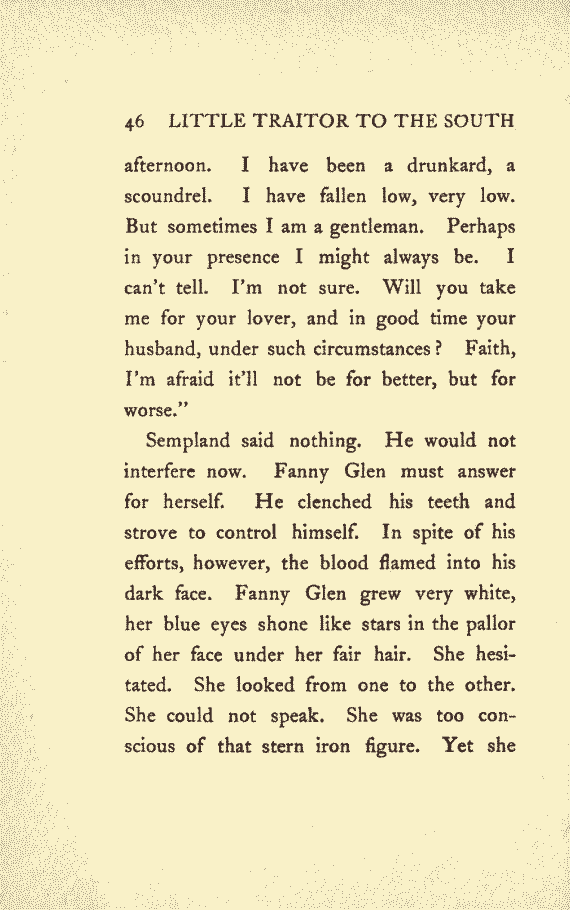 46 LITTLE TRAITOR TO THE SOUTH
afternoon. I have been a drunkard, a
scoundrel. I have fallen low, very low.
But sometimes I am a gentleman. Perhaps
in your presence I might always be. I
can't tell. I'm not sure. Will you take
me for your lover, and in good time your
husband, under such circumstances? Faith,
I'm afraid it'll not be for better, but for
worse."
Sempland said nothing. He would not
interfere now. Fanny Glen must answer
for herself. He clenched his teeth and
strove to control himself. In spite of his
efforts, however, the blood flamed into his
dark face. Fanny Glen grew very white,
her blue eyes shone like stars in the pallor
of her face under her fair hair. She hesi-
tated. She looked from one to the other.
She could not speak. She was too con-
scious of that stern iron figure. Yet she